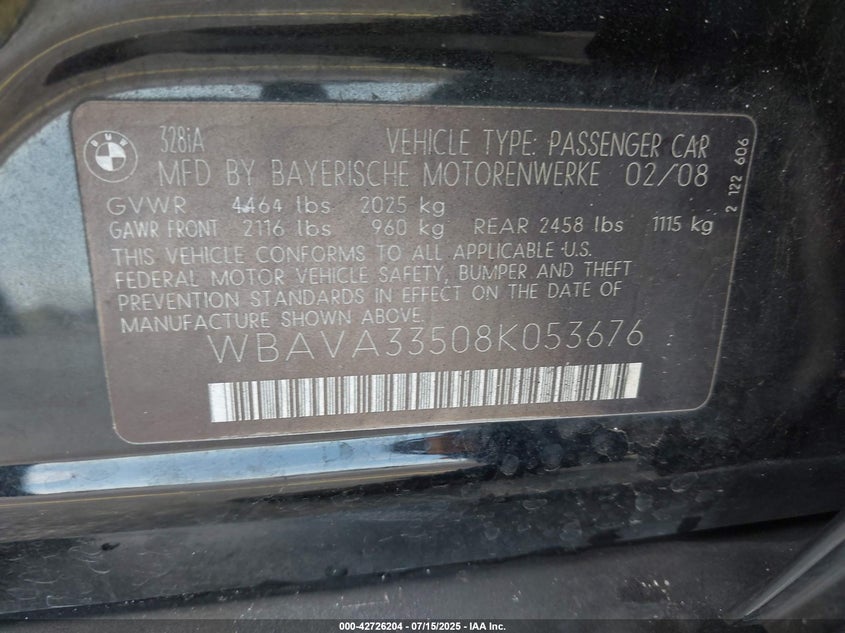 BMW
328iA
VEHICLE TYPE: PASSENGER CAR
MFD BY BAYERISCHE MOTORENWERKE 02/08
GVWR 4464 lbs 2025 kg
GAWR FRONT 2116 lbs 960 kg REAR 2458 lbs 1115 kg
THIS VEHICLE CONFORMS TO ALL APPLICABLE U.S.
FEDERAL MOTOR VEHICLE SAFETY, BUMPER AND THEFT
PREVENTION STANDARDS IN EFFECT ON THE DATE OF
MANUFACTURE SHOWN ABOVE.
WBAVA33508K053676
2 122 606
000-42726204 | 07/15/2025 | IAA Inc.